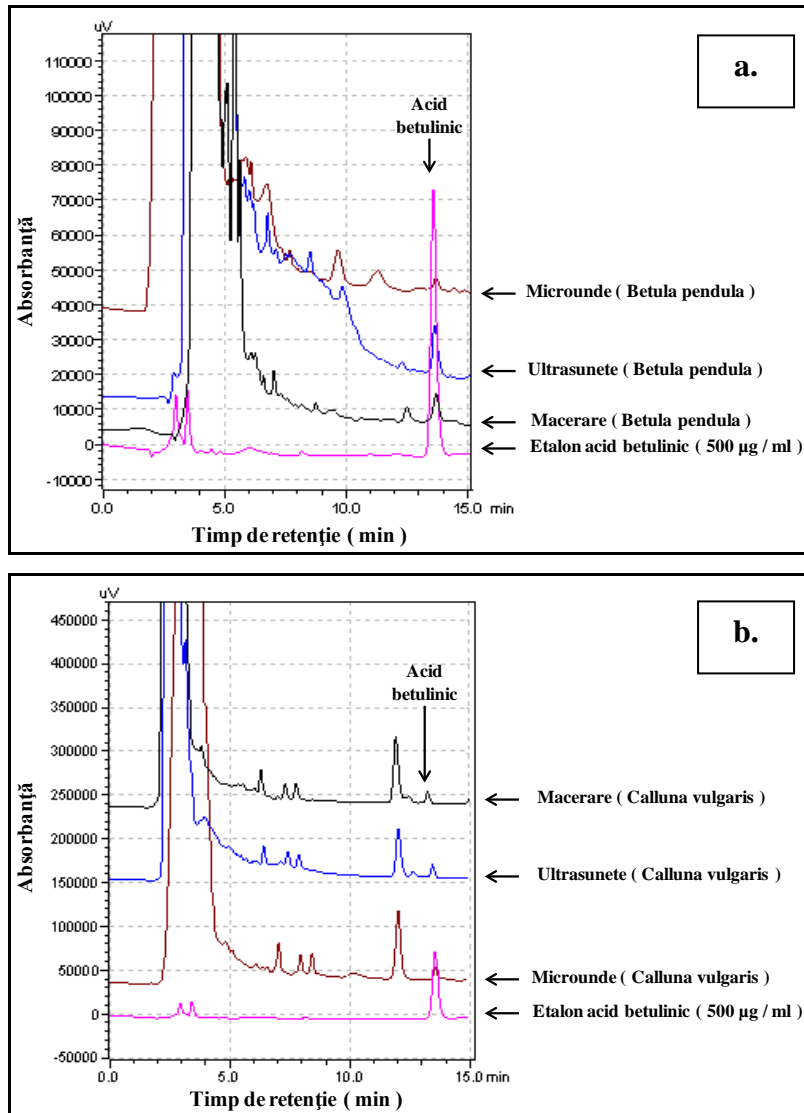 uV
a.
110000
100000
90000
80000
70000
60000
50000
40000
30000
20000
10000
0
-10000
Absorbanţă
Acid
betulinic
Microunde ( Betula pendula )
Ultrasunete ( Betula pendula )
Macerare ( Betula pendula )
Etalon acid betulinic ( 500 µg / ml )
0.0 5.0 10.0 15.0 min
Timp de retenţie ( min )
uV
b.
450000
400000
350000
300000
250000
200000
150000
100000
50000
0
-50000
Absorbanţă
Acid
betulinic
Macerare ( Calluna vulgaris )
Ultrasunete ( Calluna vulgaris )
Microunde ( Calluna vulgaris )
Etalon acid betulinic ( 500 µg / ml )
0.0 5.0 10.0 15.0 min
Timp de retenţie ( min )